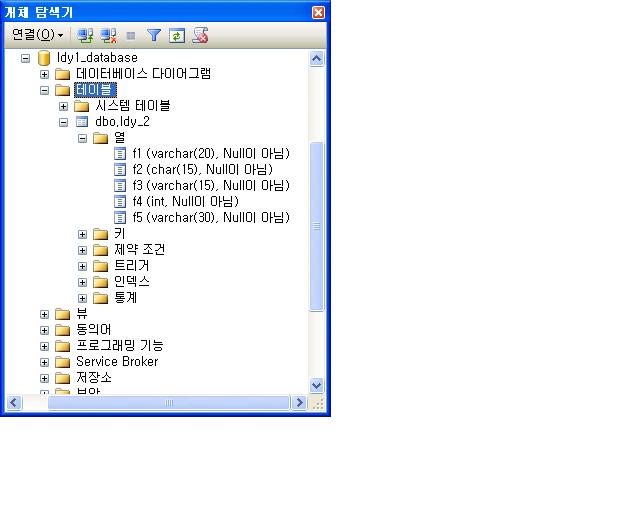 개체 탐색기
연결(O)
ldy1_database
데이터베이스 다이어그램
테이블
시스템 테이블
dbo.ldy_2
열
f1 (varchar(20), Null이 아님)
f2 (char(15), Null이 아님)
f3 (varchar(15), Null이 아님)
f4 (int, Null이 아님)
f5 (varchar(30), Null이 아님)
키
제약 조건
트리거
인덱스
통계
뷰
동의어
프로그래밍 기능
Service Broker
저장소
보안